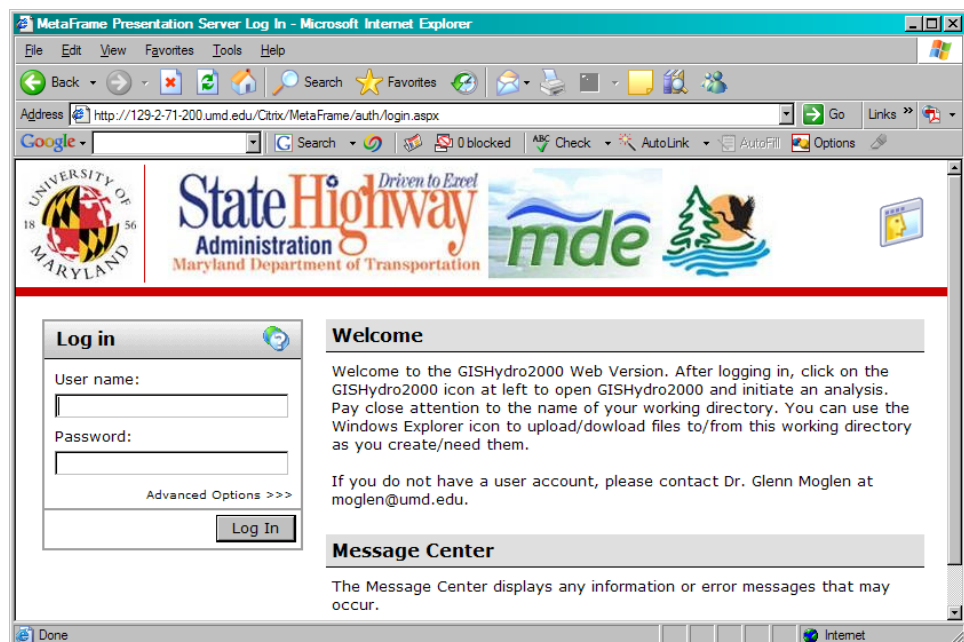 MetaFrame Presentation Server Log In - Microsoft Internet Explorer
File Edit View Favorites Tools Help
Back Search Favorites
Address http://129-2-71-200.umd.edu/Citrix/MetaFrame/auth/login.aspx Go Links »
Google Search 0 blocked ABC Check AutoLink AutoFill Options
UNIVERSITY OF
18 56
MARYLAND
Driven to Excel
State Highway
Administration
Maryland Department of Transportation
mde
Log in
User name:
Password:
Advanced Options >>>
Log In
Welcome
Welcome to the GISHydro2000 Web Version. After logging in, click on the
GISHydro2000 icon at left to open GISHydro2000 and initiate an analysis.
Pay close attention to the name of your working directory. You can use the
Windows Explorer icon to upload/dowload files to/from this working directory
as you create/need them.
If you do not have a user account, please contact Dr. Glenn Moglen at
moglen@umd.edu.
Message Center
The Message Center displays any information or error messages that may
occur.
Done Internet